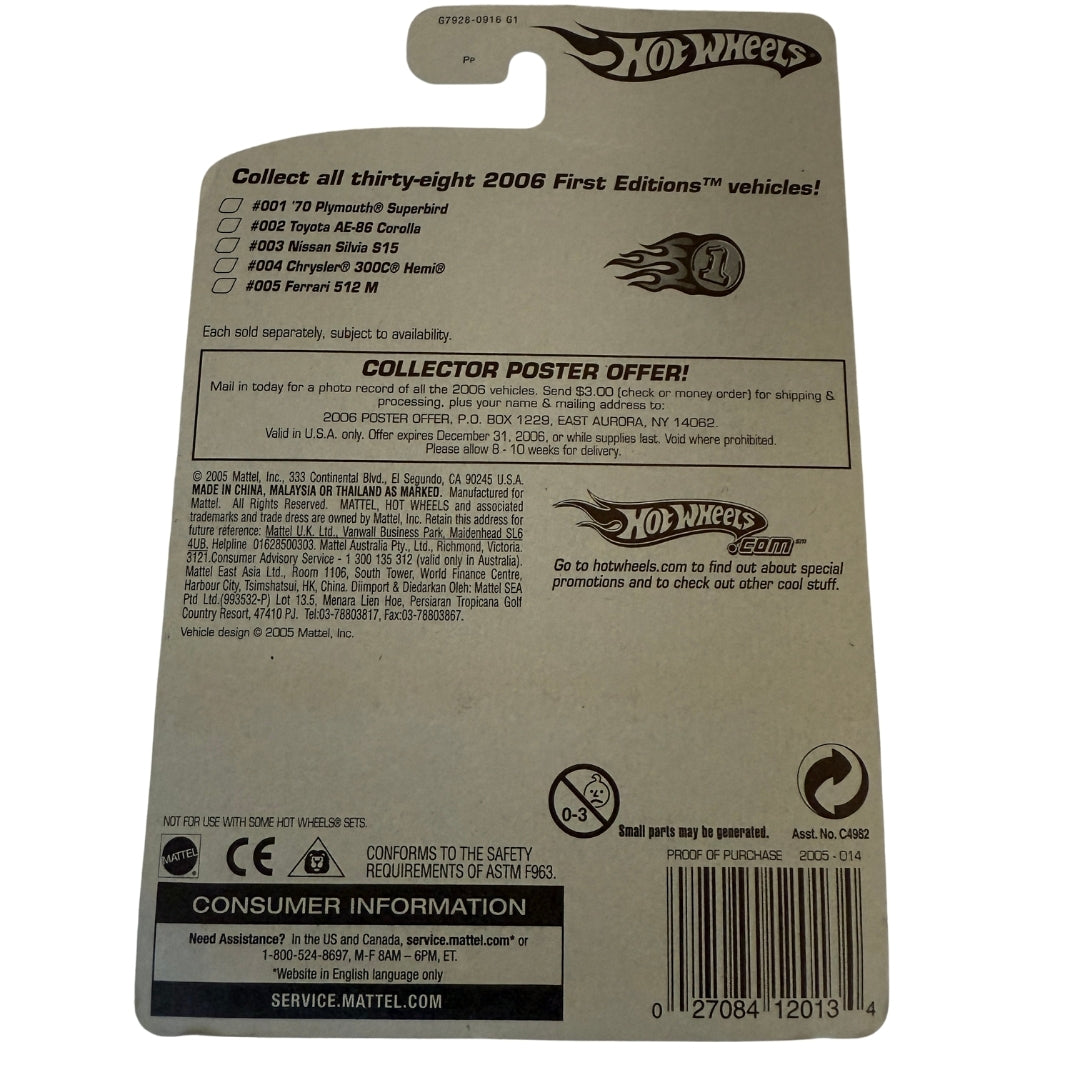 G7928-0916 G1
Pp
HOT WHEELS®
Collect all thirty-eight 2006 First Editions™ vehicles!
#001 '70 Plymouth® Superbird
#002 Toyota AE-86 Corolla
#003 Nissan Silvia S15
#004 Chrysler® 300C® Hemi®
#005 Ferrari 512 M
1
Each sold separately, subject to availability.
COLLECTOR POSTER OFFER!
Mail in today for a photo record of all the 2006 vehicles. Send $3.00 (check or money order) for shipping &
processing, plus your name & mailing address to:
2006 POSTER OFFER, P.O. BOX 1229, EAST AURORA, NY 14062.
Valid in U.S.A. only. Offer expires December 31, 2006, or while supplies last. Void where prohibited.
Please allow 8 - 10 weeks for delivery.
© 2005 Mattel, Inc., 333 Continental Blvd., El Segundo, CA 90245 U.S.A.
MADE IN CHINA, MALAYSIA OR THAILAND AS MARKED. Manufactured for
Mattel. All Rights Reserved. MATTEL, HOT WHEELS and associated
trademarks and trade dress are owned by Mattel, Inc. Retain this address for
future reference: Mattel U.K. Ltd., Vanwall Business Park, Maidenhead SL6
4UB. Helpline 01628500303. Mattel Australia Pty., Ltd., Richmond, Victoria.
3121.Consumer Advisory Service - 1 300 135 312 (valid only in Australia).
Mattel East Asia Ltd., Room 1106, South Tower, World Finance Centre,
Harbour City, Tsimshatsui, HK, China. Diimport & Diedarkan Oleh: Mattel SEA
Ptd Ltd.(993532-P) Lot 13.5, Menara Lien Hoe, Persiaran Tropicana Golf
Country Resort, 47410 PJ. Tel:03-78803817, Fax:03-78803867.
Vehicle design © 2005 Mattel, Inc.
HOT WHEELS
.COM℠
Go to hotwheels.com to find out about special
promotions and to check out other cool stuff.
NOT FOR USE WITH SOME HOT WHEELS® SETS.
MATTEL®
CE
CONFORMS TO THE SAFETY
REQUIREMENTS OF ASTM F963.
0-3
Small parts may be generated.
Asst. No. C4982
PROOF OF PURCHASE 2005 - 014
CONSUMER INFORMATION
Need Assistance? In the US and Canada, service.mattel.com* or
1-800-524-8697, M-F 8AM – 6PM, ET.
*Website in English language only
SERVICE.MATTEL.COM
0 27084 12013 4